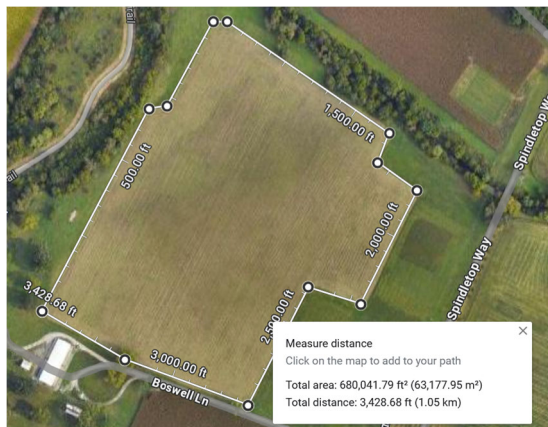 rail
ail
1,500.00 ft
500.00 ft
Spindletop Wa
2,000.00 ft
Spindletop Way
3,428.68 ft
2,500.00 ft
3,000.00 ft
Boswell Ln
Measure distance
Click on the map to add to your path
Total area: 680,041.79 ft² (63,177.95 m²)
Total distance: 3,428.68 ft (1.05 km)